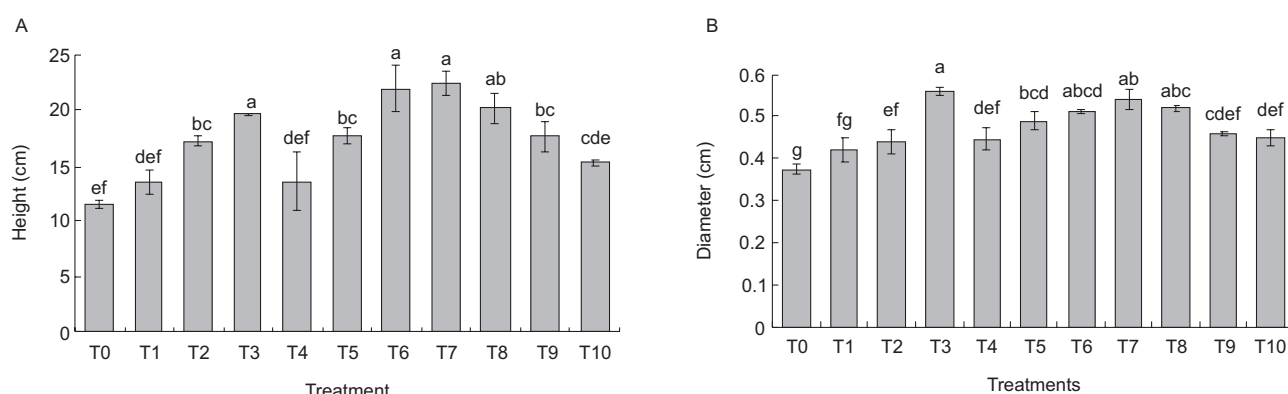 A
Height (cm)
25
20
15
10
5
0
ef
def
bc
a
def
bc
a
a
ab
bc
cde
T0 T1 T2 T3 T4 T5 T6 T7 T8 T9 T10
Treatment
B
Diameter (cm)
0.6
0.5
0.4
0.3
0.2
0.1
0
g
fg
ef
a
def
bcd
abcd
ab
abc
cdef
def
T0 T1 T2 T3 T4 T5 T6 T7 T8 T9 T10
Treatments